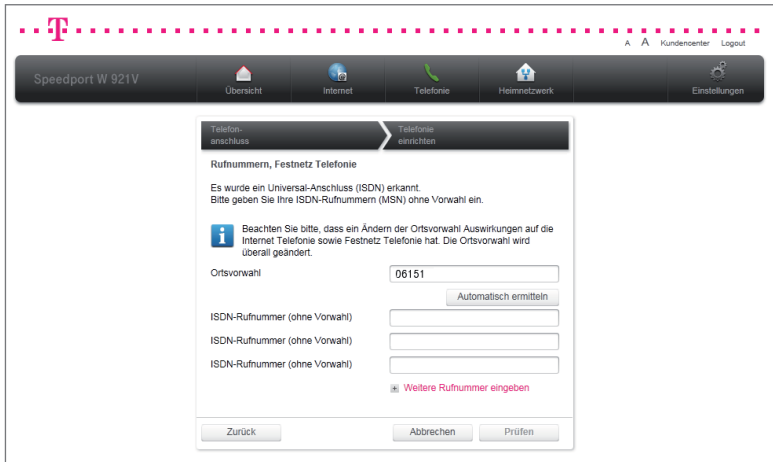 T
A A Kundencenter Logout
Speedport W 921V
Übersicht Internet Telefonie Heimnetzwerk Einstellungen
Telefon-
anschluss
Telefonie
einrichten
Rufnummern, Festnetz Telefonie
Es wurde ein Universal-Anschluss (ISDN) erkannt.
Bitte geben Sie Ihre ISDN-Rufnummern (MSN) ohne Vorwahl ein.
i
Beachten Sie bitte, dass ein Ändern der Ortsvorwahl Auswirkungen auf die
Internet Telefonie sowie Festnetz Telefonie hat. Die Ortsvorwahl wird
überall geändert.
Ortsvorwahl 06151
Automatisch ermitteln
ISDN-Rufnummer (ohne Vorwahl)
ISDN-Rufnummer (ohne Vorwahl)
ISDN-Rufnummer (ohne Vorwahl)
+ Weitere Rufnummer eingeben
Zurück Abbrechen Prüfen